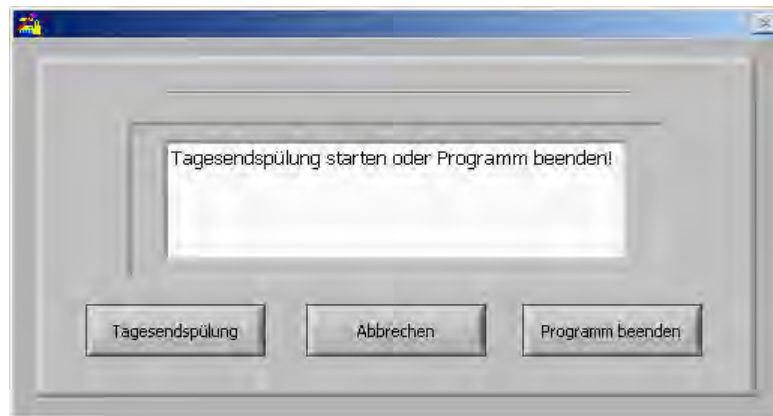 Tagesendspülung starten oder Programm beenden!
Tagesendspülung
Abbrechen
Programm beenden